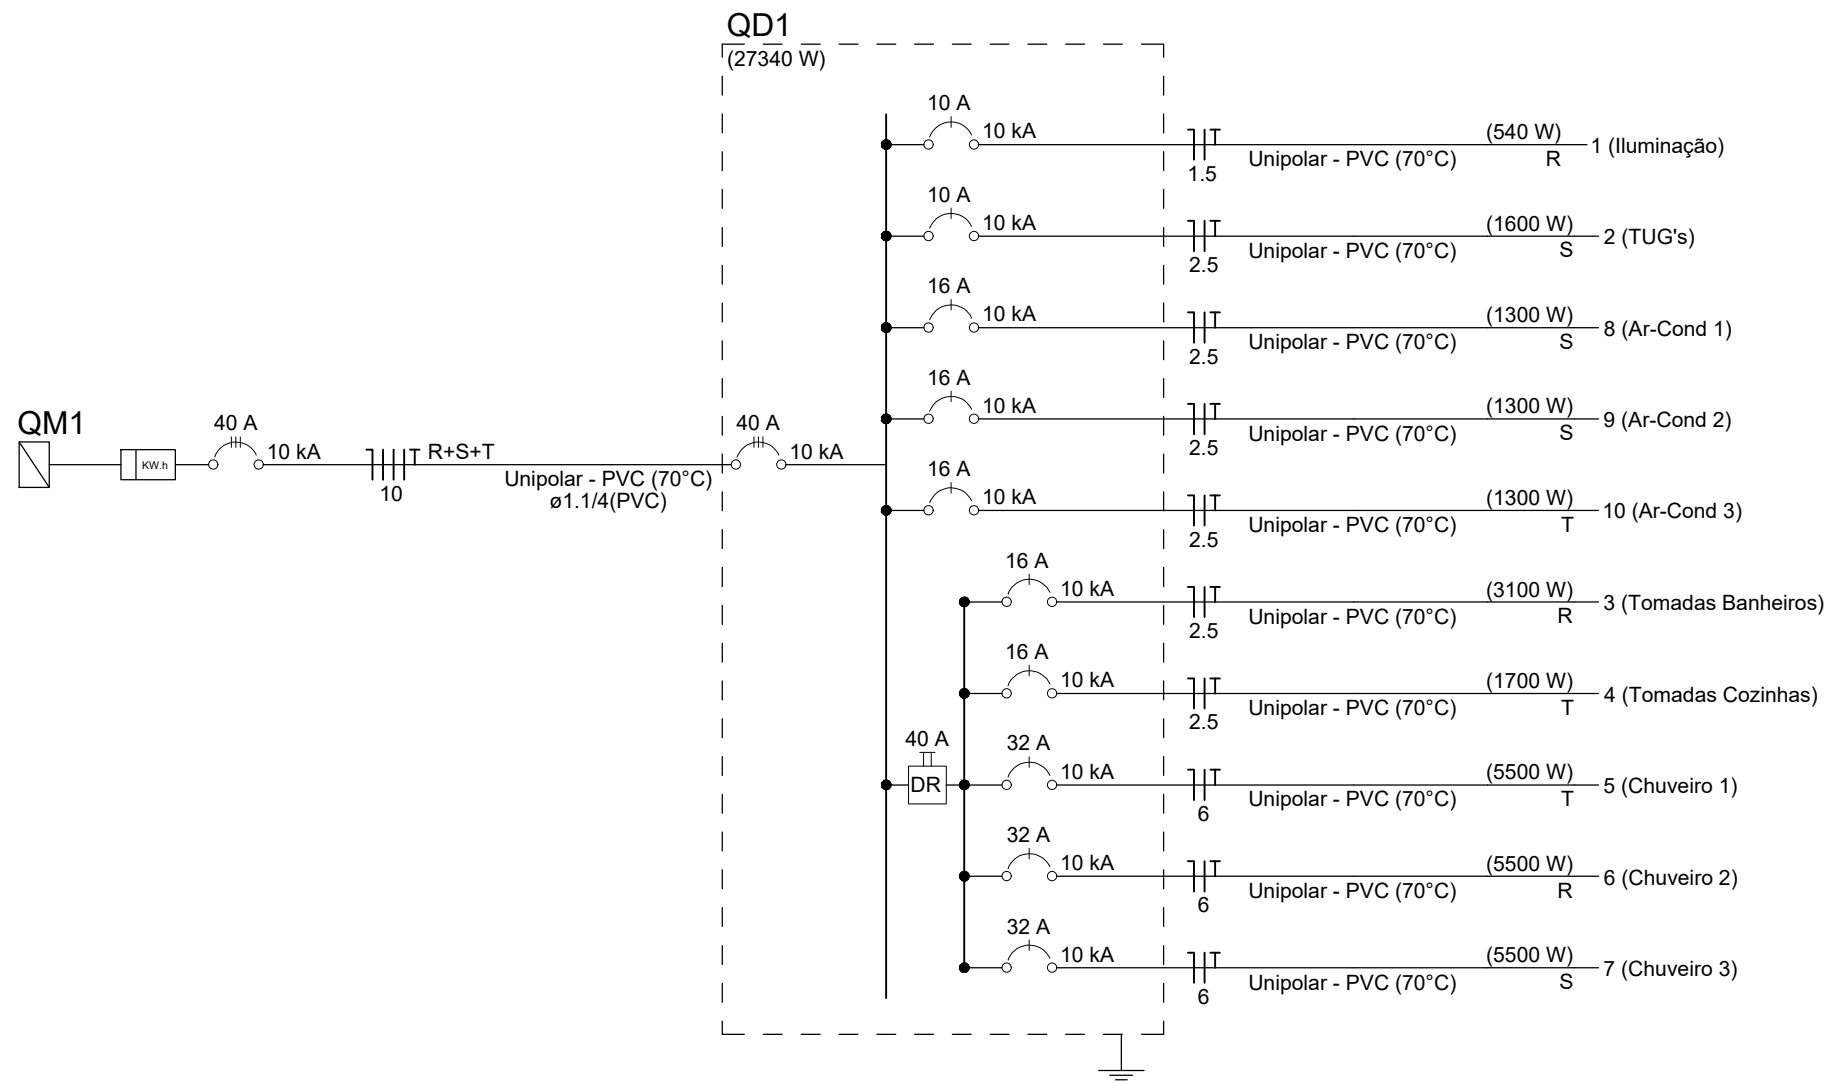 QD1
(27340 W)
10 A
10 kA
1.5
Unipolar - PVC (70°C)
(540 W)
R
1 (Iluminação)
10 A
10 kA
2.5
Unipolar - PVC (70°C)
(1600 W)
S
2 (TUG's)
16 A
10 kA
2.5
Unipolar - PVC (70°C)
(1300 W)
S
8 (Ar-Cond 1)
16 A
10 kA
2.5
Unipolar - PVC (70°C)
(1300 W)
S
9 (Ar-Cond 2)
QM1
KW.h
40 A
10 kA
10
R+S+T
Unipolar - PVC (70°C)
ø1.1/4(PVC)
40 A
10 kA
16 A
10 kA
2.5
Unipolar - PVC (70°C)
(1300 W)
T
10 (Ar-Cond 3)
16 A
10 kA
2.5
Unipolar - PVC (70°C)
(3100 W)
R
3 (Tomadas Banheiros)
16 A
10 kA
2.5
Unipolar - PVC (70°C)
(1700 W)
T
4 (Tomadas Cozinhas)
40 A
DR
32 A
10 kA
6
Unipolar - PVC (70°C)
(5500 W)
T
5 (Chuveiro 1)
32 A
10 kA
6
Unipolar - PVC (70°C)
(5500 W)
R
6 (Chuveiro 2)
32 A
10 kA
6
Unipolar - PVC (70°C)
(5500 W)
S
7 (Chuveiro 3)